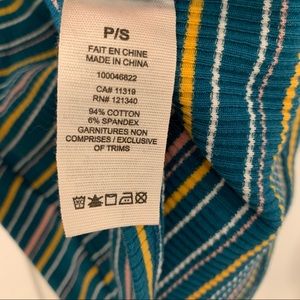 P/S
FAIT EN CHINE
MADE IN CHINA
100046822
CA# 11319
RN# 121340
94% COTTON
6% SPANDEX
GARNITURES NON
COMPRISES / EXCLUSIVE
OF TRIMS